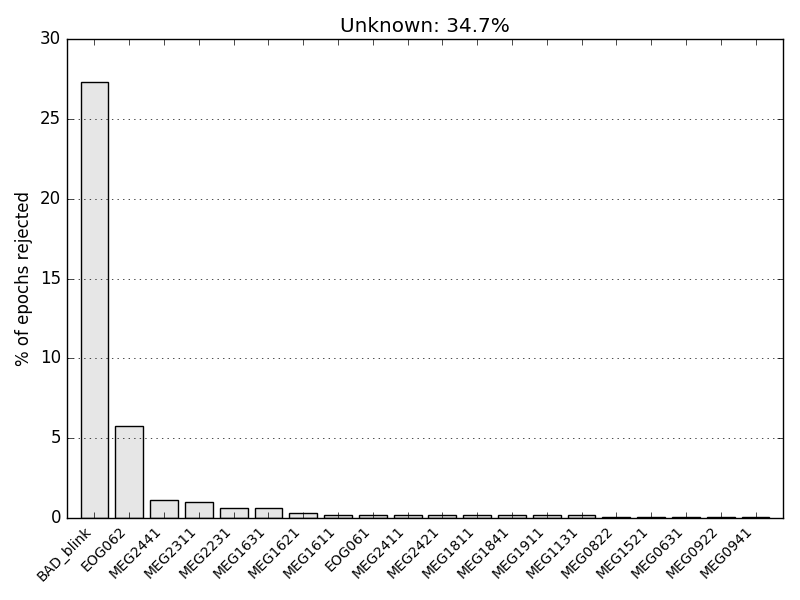 Unknown: 34.7%
30
25
20
15
10
5
0
% of epochs rejected
BAD_blink
EOG062
MEG2441
MEG2311
MEG2231
MEG1631
MEG1621
MEG1611
EOG061
MEG2411
MEG2421
MEG1811
MEG1841
MEG1911
MEG1131
MEG0822
MEG1521
MEG0631
MEG0922
MEG0941